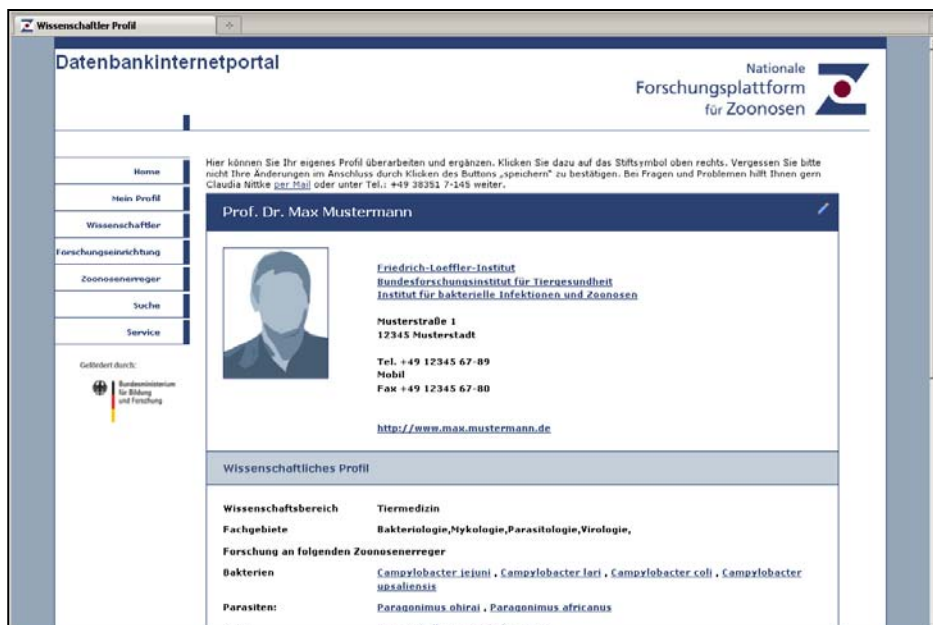 Wissenschaftler Profil
Datenbankinternetportal
Nationale
Forschungsplattform
für Zoonosen
Home
Mein Profil
Wissenschaftler
Forschungseinrichtung
Zoonosenerreger
Suche
Service
Gefördert durch:
Bundesministerium
für Bildung
und Forschung
Hier können Sie Ihr eigenes Profil überarbeiten und ergänzen. Klicken Sie dazu auf das Stiftsymbol oben rechts. Vergessen Sie bitte
nicht Ihre Änderungen im Anschluss durch Klicken des Buttons „speichern" zu bestätigen. Bei Fragen und Problemen hilft Ihnen gern
Claudia Nittke per Mail oder unter Tel.: +49 38351 7-145 weiter.
Prof. Dr. Max Mustermann
Friedrich-Loeffler-Institut
Bundesforschungsinstitut für Tiergesundheit
Institut für bakterielle Infektionen und Zoonosen
Musterstraße 1
12345 Musterstadt
Tel. +49 12345 67-89
Mobil
Fax +49 12345 67-80
http://www.max.mustermann.de
Wissenschaftliches Profil
Wissenschaftsbereich Tiermedizin
Fachgebiete Bakteriologie,Mykologie,Parasitologie,Virologie,
Forschung an folgenden Zoonosenerreger
Bakterien Campylobacter jejuni , Campylobacter lari , Campylobacter coli , Campylobacter
upsaliensis
Parasiten: Paragonimus ohirai , Paragonimus africanus